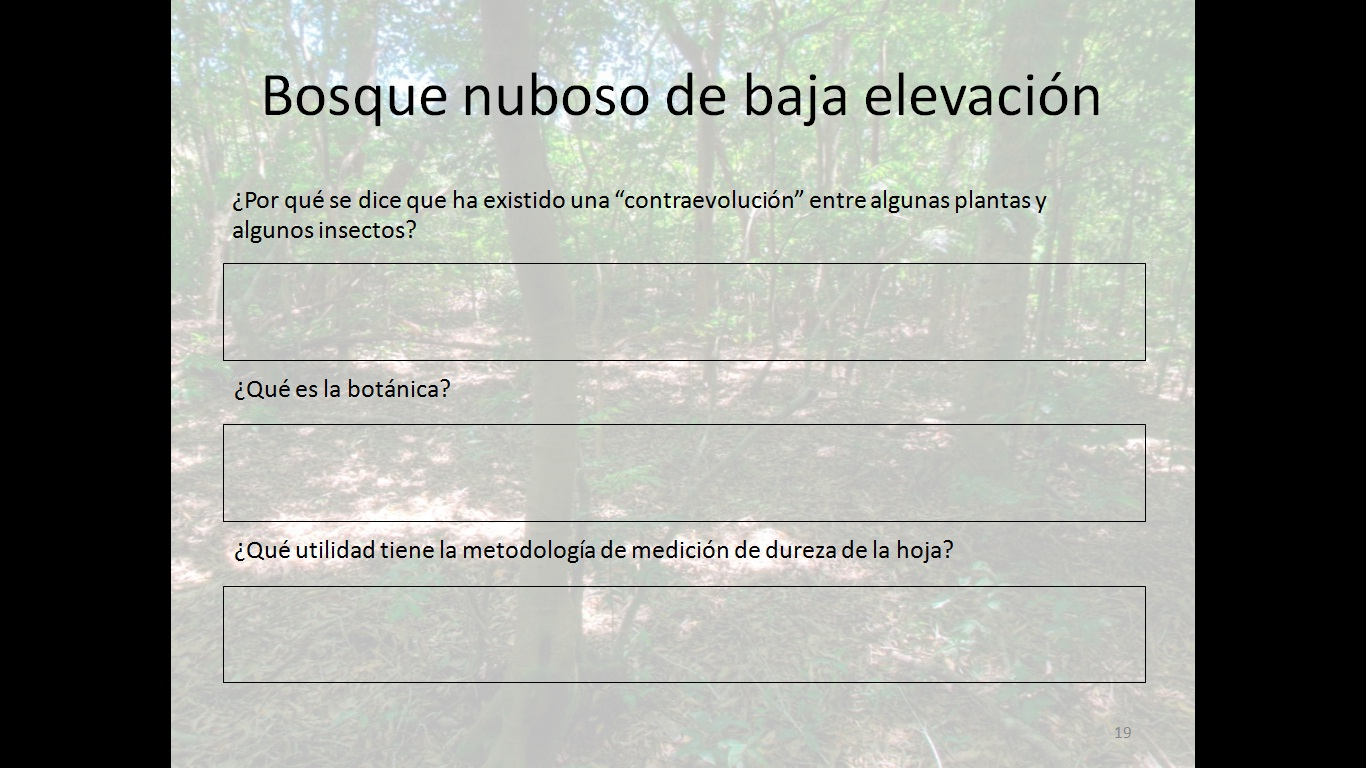 Bosque nuboso de baja elevación
¿Por qué se dice que ha existido una “contraevolución” entre algunas plantas y
algunos insectos?
¿Qué es la botánica?
¿Qué utilidad tiene la metodología de medición de dureza de la hoja?
19